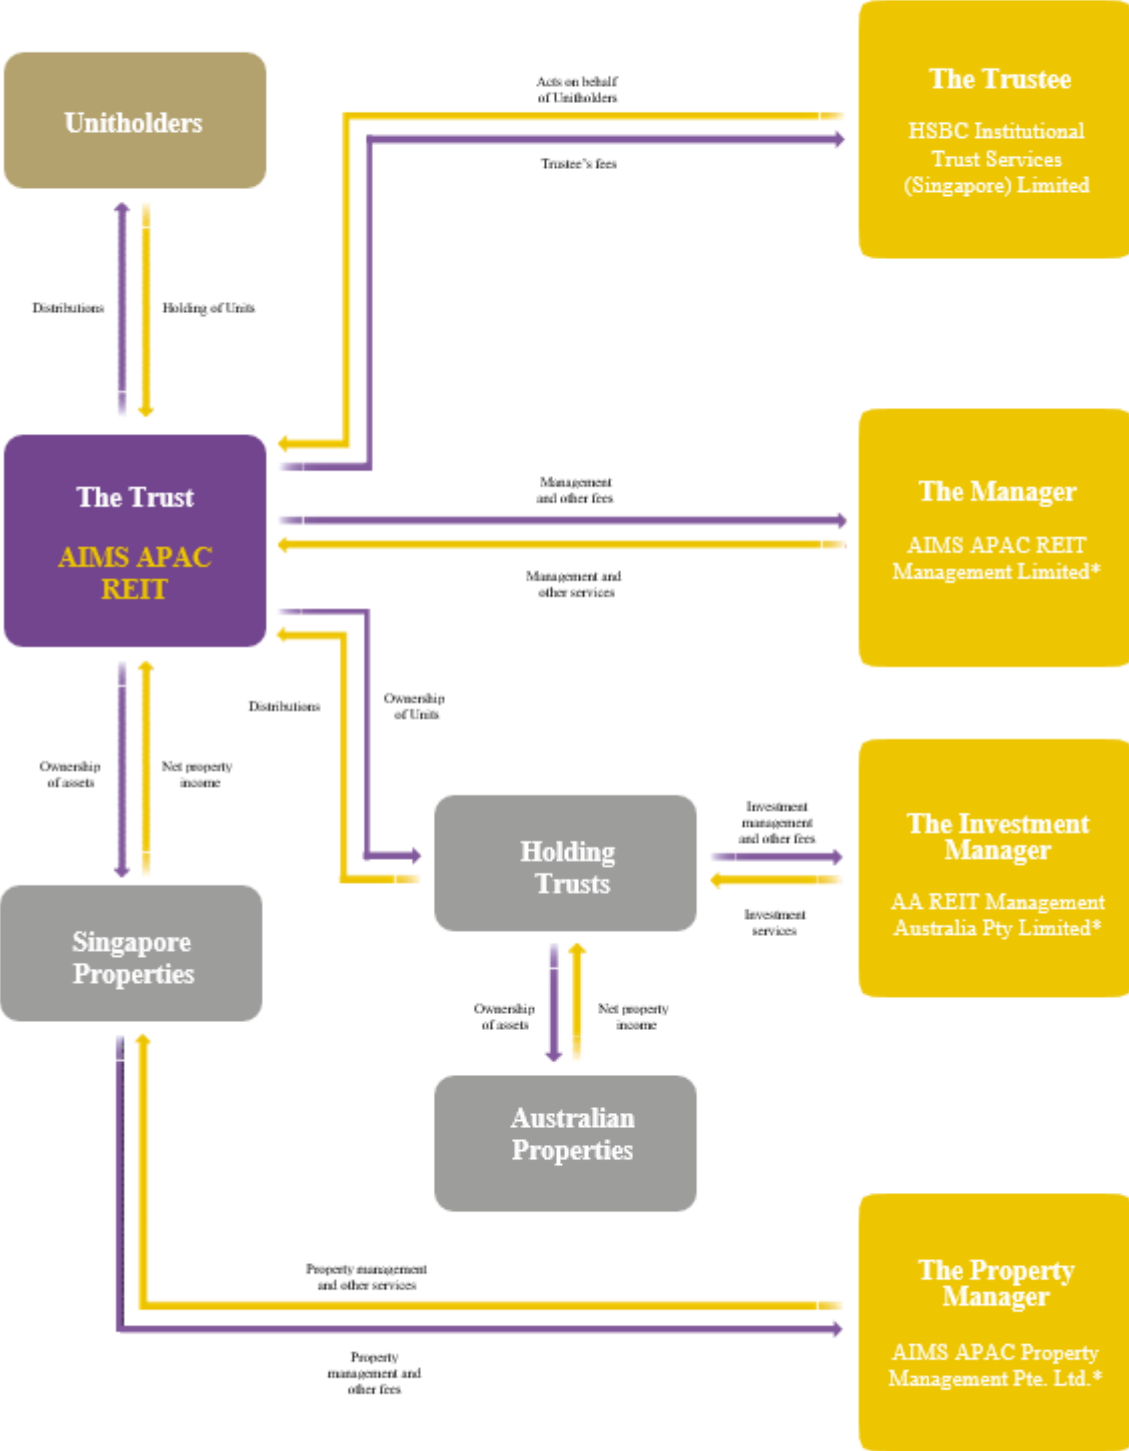 Unitholders
Acts on behalf
of Unitholders
Trustee's fees
The Trustee
HSBC Institutional
Trust Services
(Singapore) Limited
Distributions
Holding of Units
The Trust
AIMS APAC
REIT
Management
and other fees
Management and
other services
The Manager
AIMS APAC REIT
Management Limited*
Distributions
Ownership
of Units
Ownership
of assets
Net property
income
Holding
Trusts
Investment
management
and other fees
Investment
services
The Investment
Manager
AA REIT Management
Australia Pty Limited*
Singapore
Properties
Ownership
of assets
Net property
income
Australian
Properties
Property management
and other services
Property
management and
other fees
The Property
Manager
AIMS APAC Property
Management Pte. Ltd.*